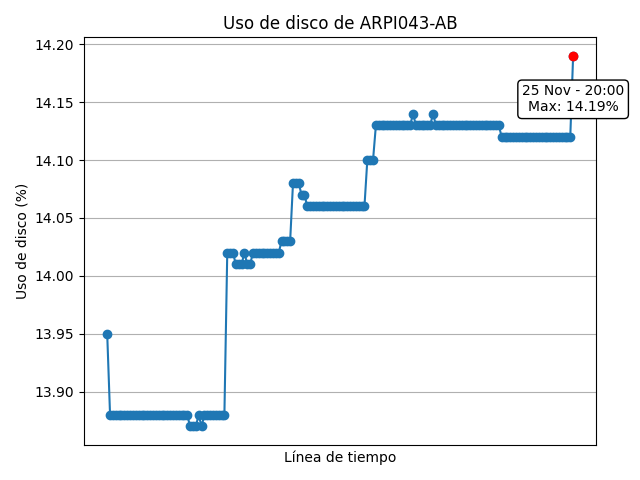 Uso de disco de ARPI043-AB
14.20
14.15
14.10
14.05
14.00
13.95
13.90
Uso de disco (%)
25 Nov - 20:00
Max: 14.19%
Línea de tiempo